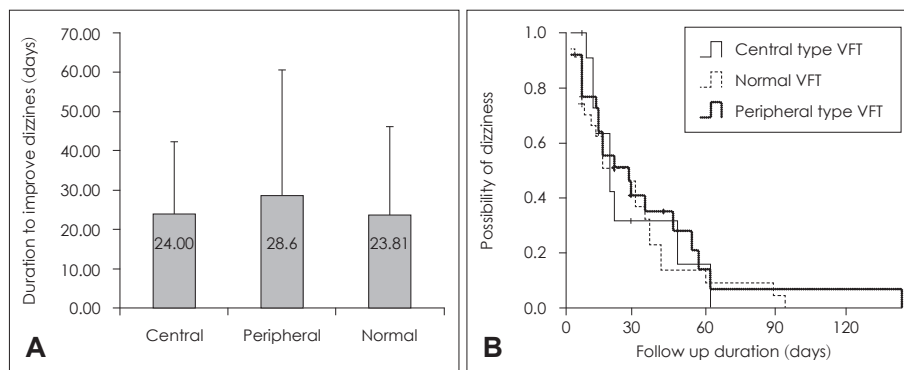 70.00
60.00
50.00
40.00
30.00
20.00
10.00
0.00
Duration to improve dizzines (days)
24.00
28.6
23.81
Central
Peripheral
Normal
A
1.0
0.8
0.6
0.4
0.2
0.0
Possibility of dizziness
Central type VFT
Normal VFT
Peripheral type VFT
0
30
60
90
120
Follow up duration (days)
B